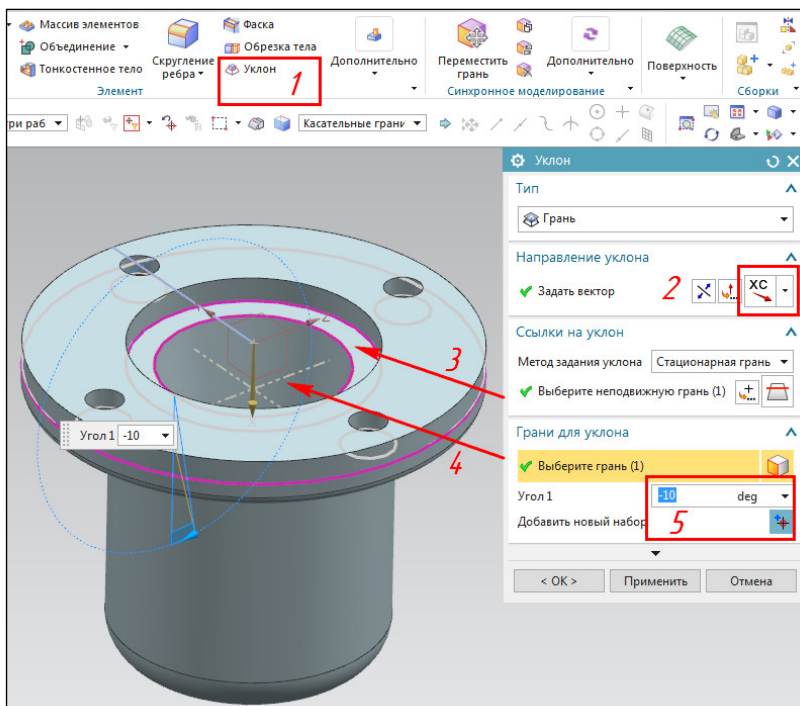 Массив элементов
Объединение
Тонкостенное тело
Скругление
ребра
Фаска
Обрезка тела
Уклон
1
Дополнительно
Элемент
Переместить
грань
Дополнительно
Синхронное моделирование
Поверхность
Сборки
три раб
Касательные грани
Уклон
Тип
Грань
Направление уклона
Задать вектор
2
XC
Ссылки на уклон
Метод задания уклона Стационарная грань
3
Выберите неподвижную грань (1)
Грани для уклона
4
Выберите грань (1)
Угол 1 -10
Угол 1 -10 deg
Добавить новый набор
5
< OK >
Применить
Отмена